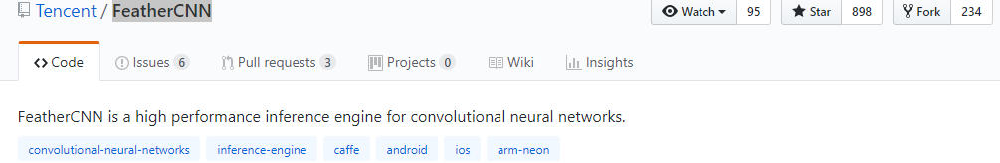 Tencent / FeatherCNN Watch 95 Star 898 Fork 234
Code Issues 6 Pull requests 3 Projects 0 Wiki Insights
FeatherCNN is a high performance inference engine for convolutional neural networks.
convolutional-neural-networks inference-engine caffe android ios arm-neon